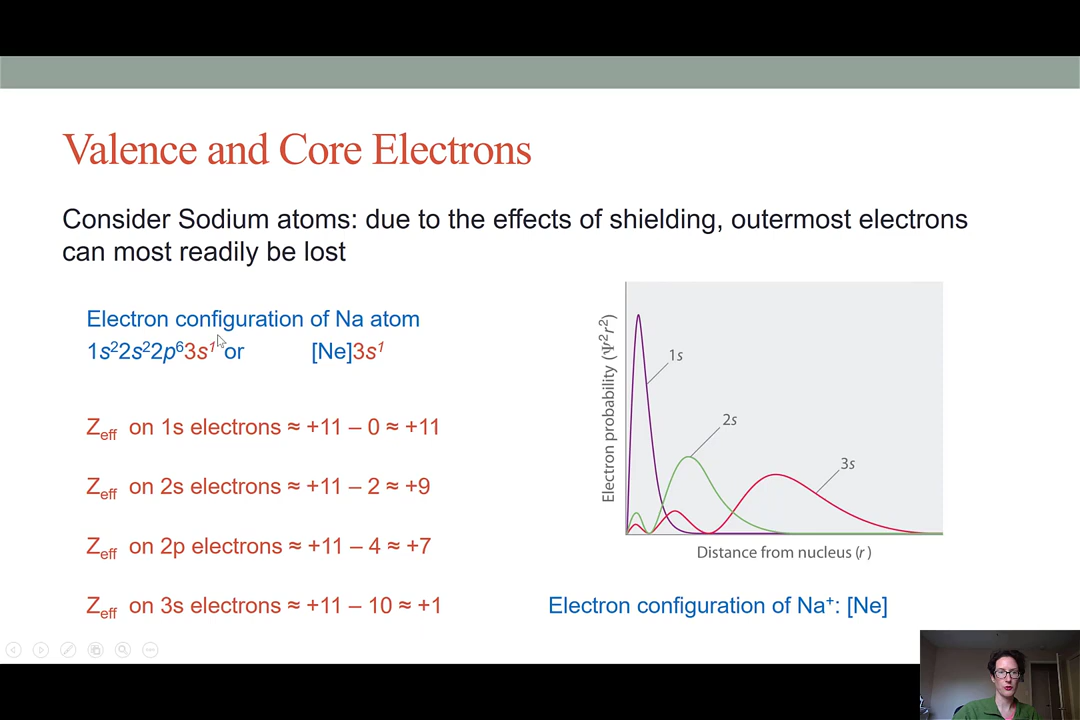 Valence and Core Electrons
Consider Sodium atoms: due to the effects of shielding, outermost electrons
can most readily be lost
Electron configuration of Na atom
1s²2s²2p⁶3s¹ or [Ne]3s¹
Z_eff on 1s electrons ≈ +11 – 0 ≈ +11
Z_eff on 2s electrons ≈ +11 – 2 ≈ +9
Z_eff on 2p electrons ≈ +11 – 4 ≈ +7
Z_eff on 3s electrons ≈ +11 – 10 ≈ +1
Electron probability (Ψ²r²)
1s
2s
3s
Distance from nucleus (r)
Electron configuration of Na⁺: [Ne]